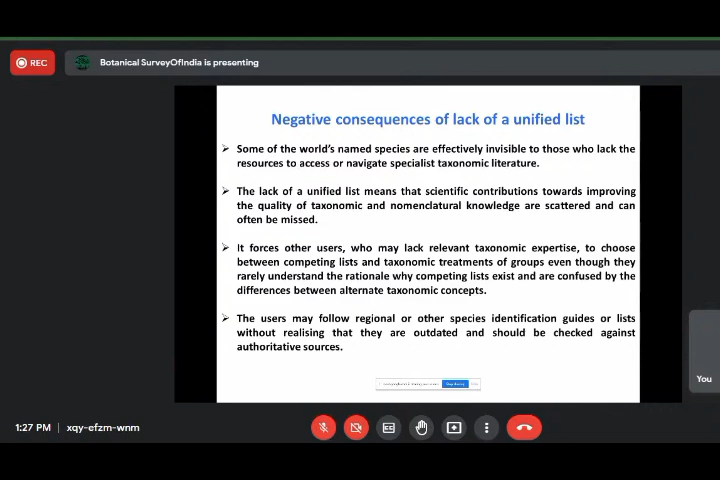 REC
Botanical SurveyOfIndia is presenting
Negative consequences of lack of a unified list
Some of the world's named species are effectively invisible to those who lack the
resources to access or navigate specialist taxonomic literature.
The lack of a unified list means that scientific contributions towards improving
the quality of taxonomic and nomenclatural knowledge are scattered and can
often be missed.
It forces other users, who may lack relevant taxonomic expertise, to choose
between competing lists and taxonomic treatments of groups even though they
rarely understand the rationale why competing lists exist and are confused by the
differences between alternate taxonomic concepts.
The users may follow regional or other species identification guides or lists
without realising that they are outdated and should be checked against
authoritative sources.
You
1:27 PM | xqy-efzm-wnm